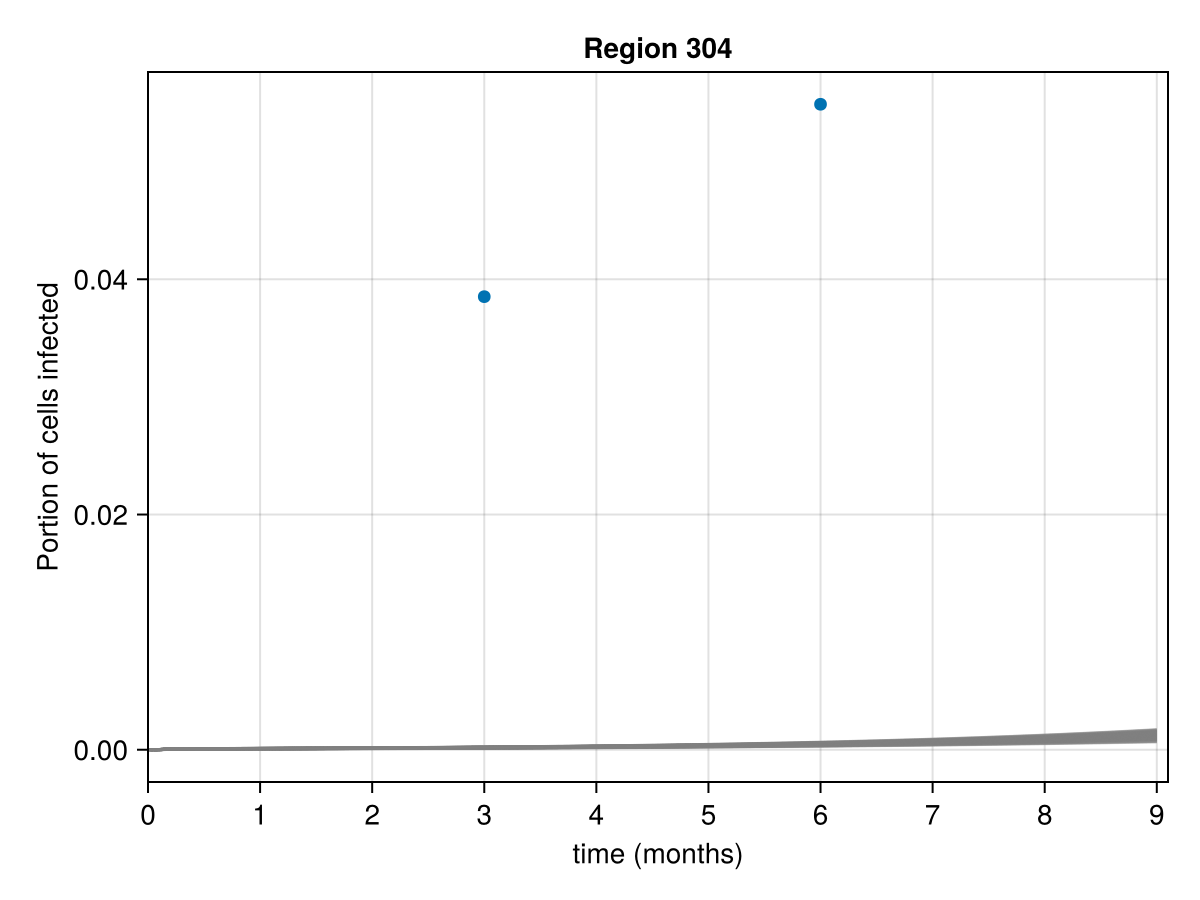 Region 304
Portion of cells infected
0.04
0.02
0.00
0 1 2 3 4 5 6 7 8 9
time (months)